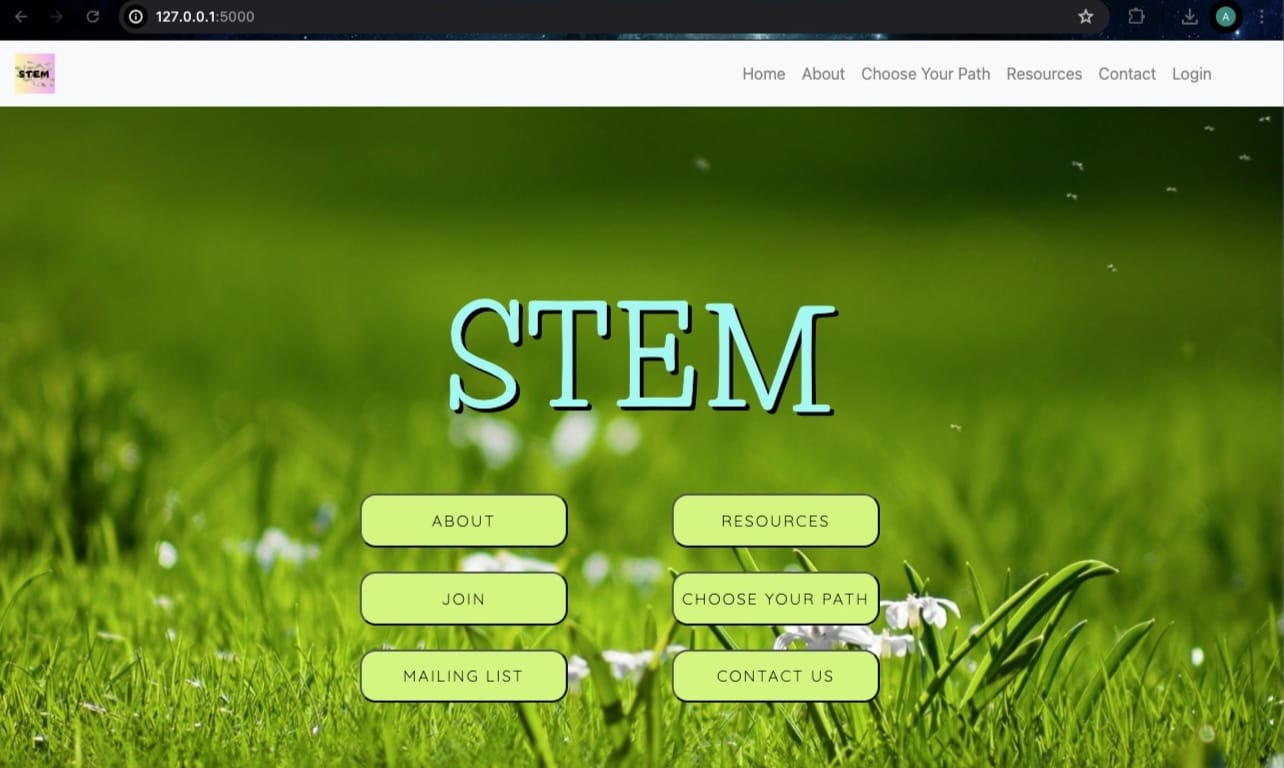 127.0.0.1:5000
A
STEM
Home About Choose Your Path Resources Contact Login
STEM
ABOUT RESOURCES
JOIN CHOOSE YOUR PATH
MAILING LIST CONTACT US